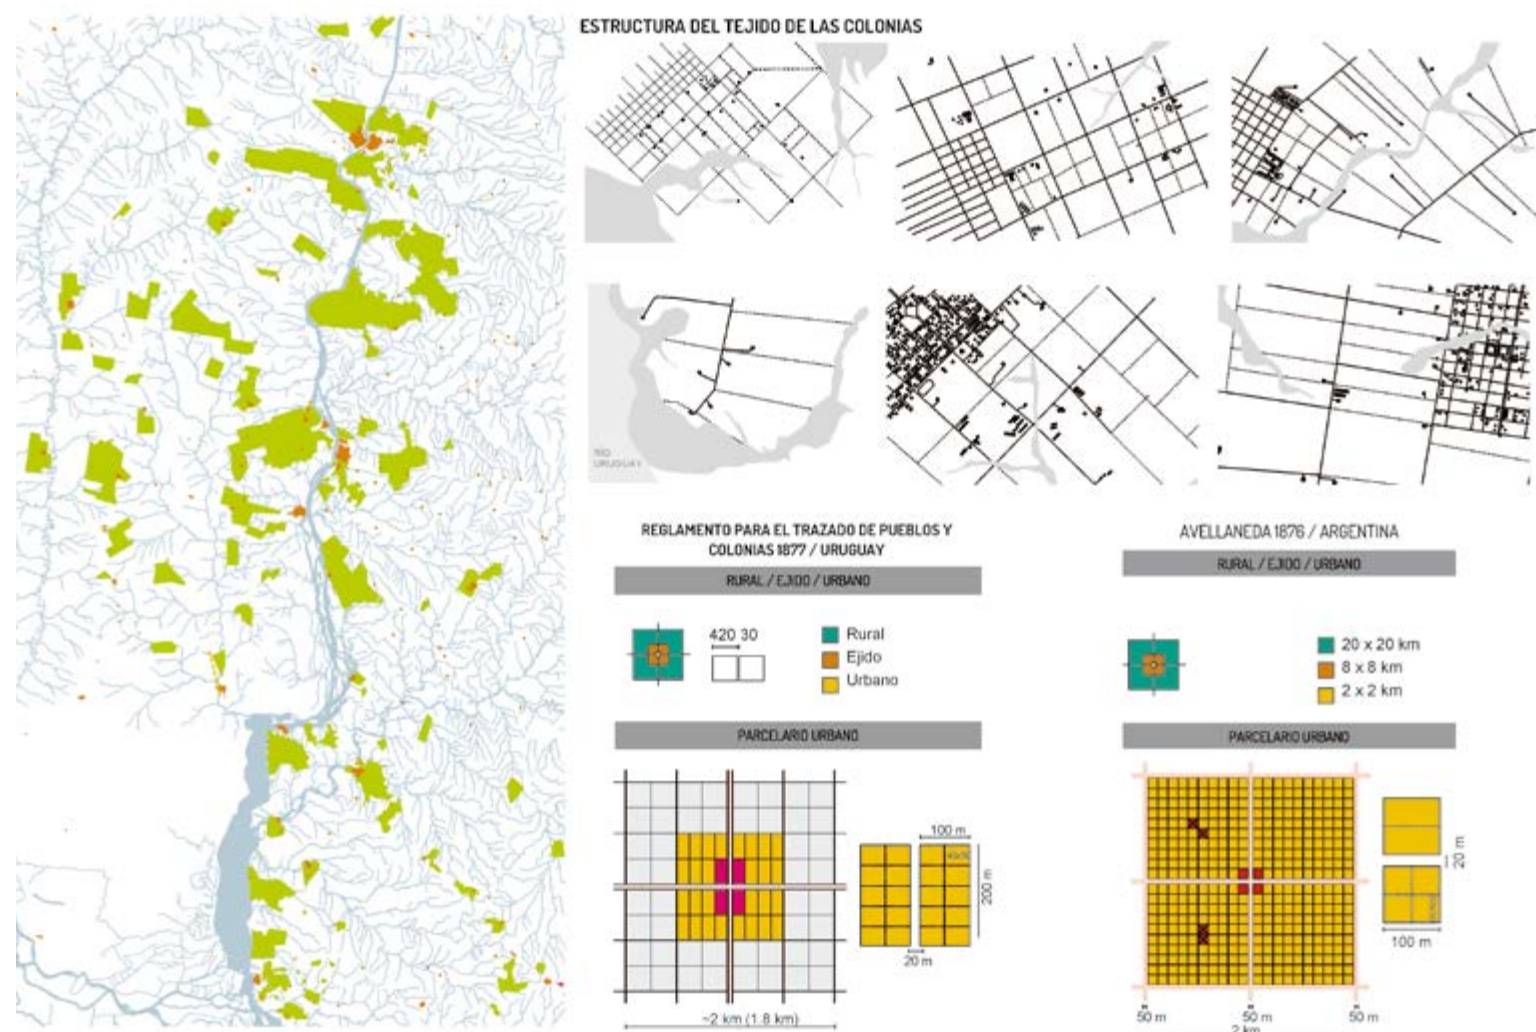 ESTRUCTURA DEL TEJIDO DE LAS COLONIAS
RÍO
URUGUAY
REGLAMENTO PARA EL TRAZADO DE PUEBLOS Y
COLONIAS 1877 / URUGUAY
RURAL / EJIDO / URBANO
420 30
Rural
Ejido
Urbano
PARCELARIO URBANO
100 m
200 m
20 m
~2 km (1.8 km)
AVELLANEDA 1876 / ARGENTINA
RURAL / EJIDO / URBANO
20 x 20 km
8 x 8 km
2 x 2 km
PARCELARIO URBANO
20 m
100 m
50 m
50 m
50 m
2 km